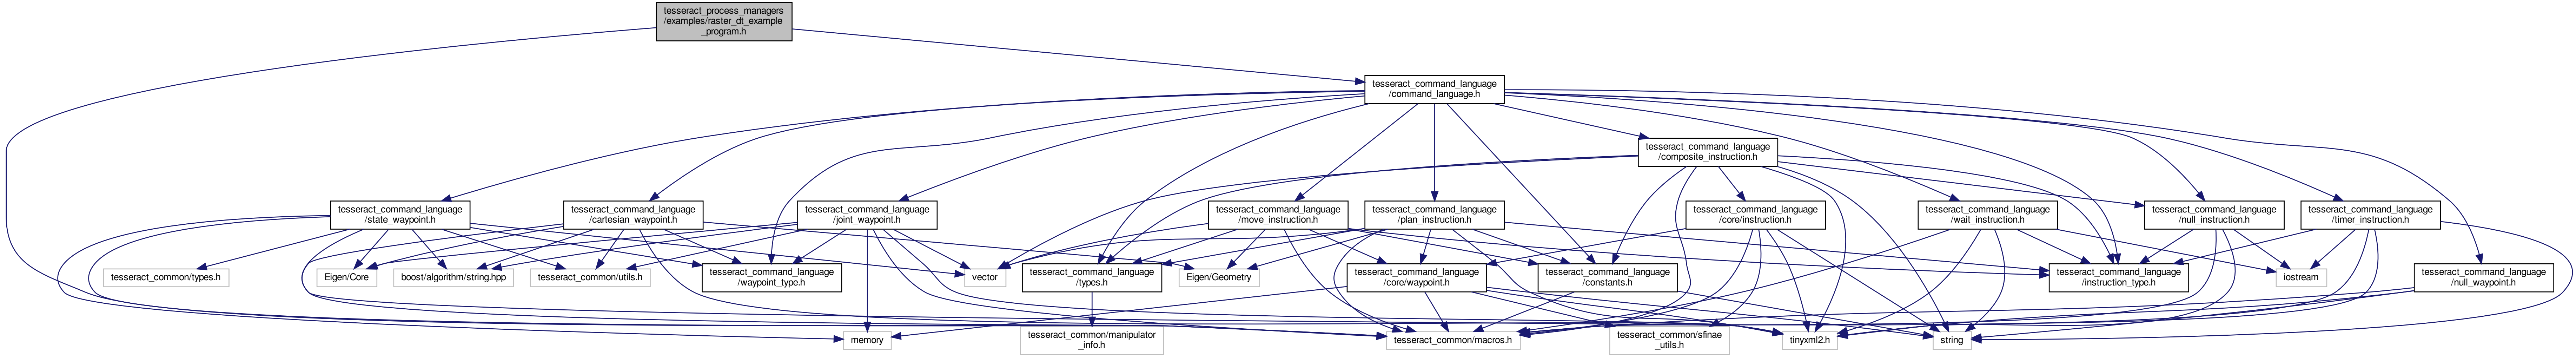 tesseract_process_managers
/examples/raster_dt_example
_program.h
tesseract_command_language
/command_language.h
tesseract_command_language
/composite_instruction.h
tesseract_command_language
/state_waypoint.h
tesseract_command_language
/cartesian_waypoint.h
tesseract_command_language
/joint_waypoint.h
tesseract_command_language
/move_instruction.h
tesseract_command_language
/plan_instruction.h
tesseract_command_language
/core/instruction.h
tesseract_command_language
/wait_instruction.h
tesseract_command_language
/null_instruction.h
tesseract_command_language
/timer_instruction.h
tesseract_common/types.h
Eigen/Core
boost/algorithm/string.hpp
tesseract_common/utils.h
tesseract_command_language
/waypoint_type.h
vector
tesseract_command_language
/types.h
Eigen/Geometry
tesseract_command_language
/core/waypoint.h
tesseract_command_language
/constants.h
tesseract_command_language
/instruction_type.h
iostream
tesseract_command_language
/null_waypoint.h
memory
tesseract_common/manipulator
_info.h
tesseract_common/macros.h
tesseract_common/sfinae
_utils.h
tinyxml2.h
string